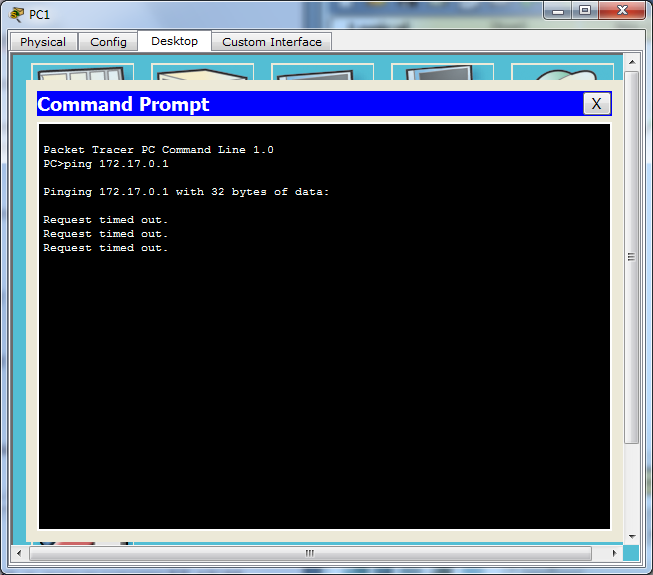 PC1
Physical Config Desktop Custom Interface
Command Prompt X
Packet Tracer PC Command Line 1.0
PC>ping 172.17.0.1
Pinging 172.17.0.1 with 32 bytes of data:
Request timed out.
Request timed out.
Request timed out.